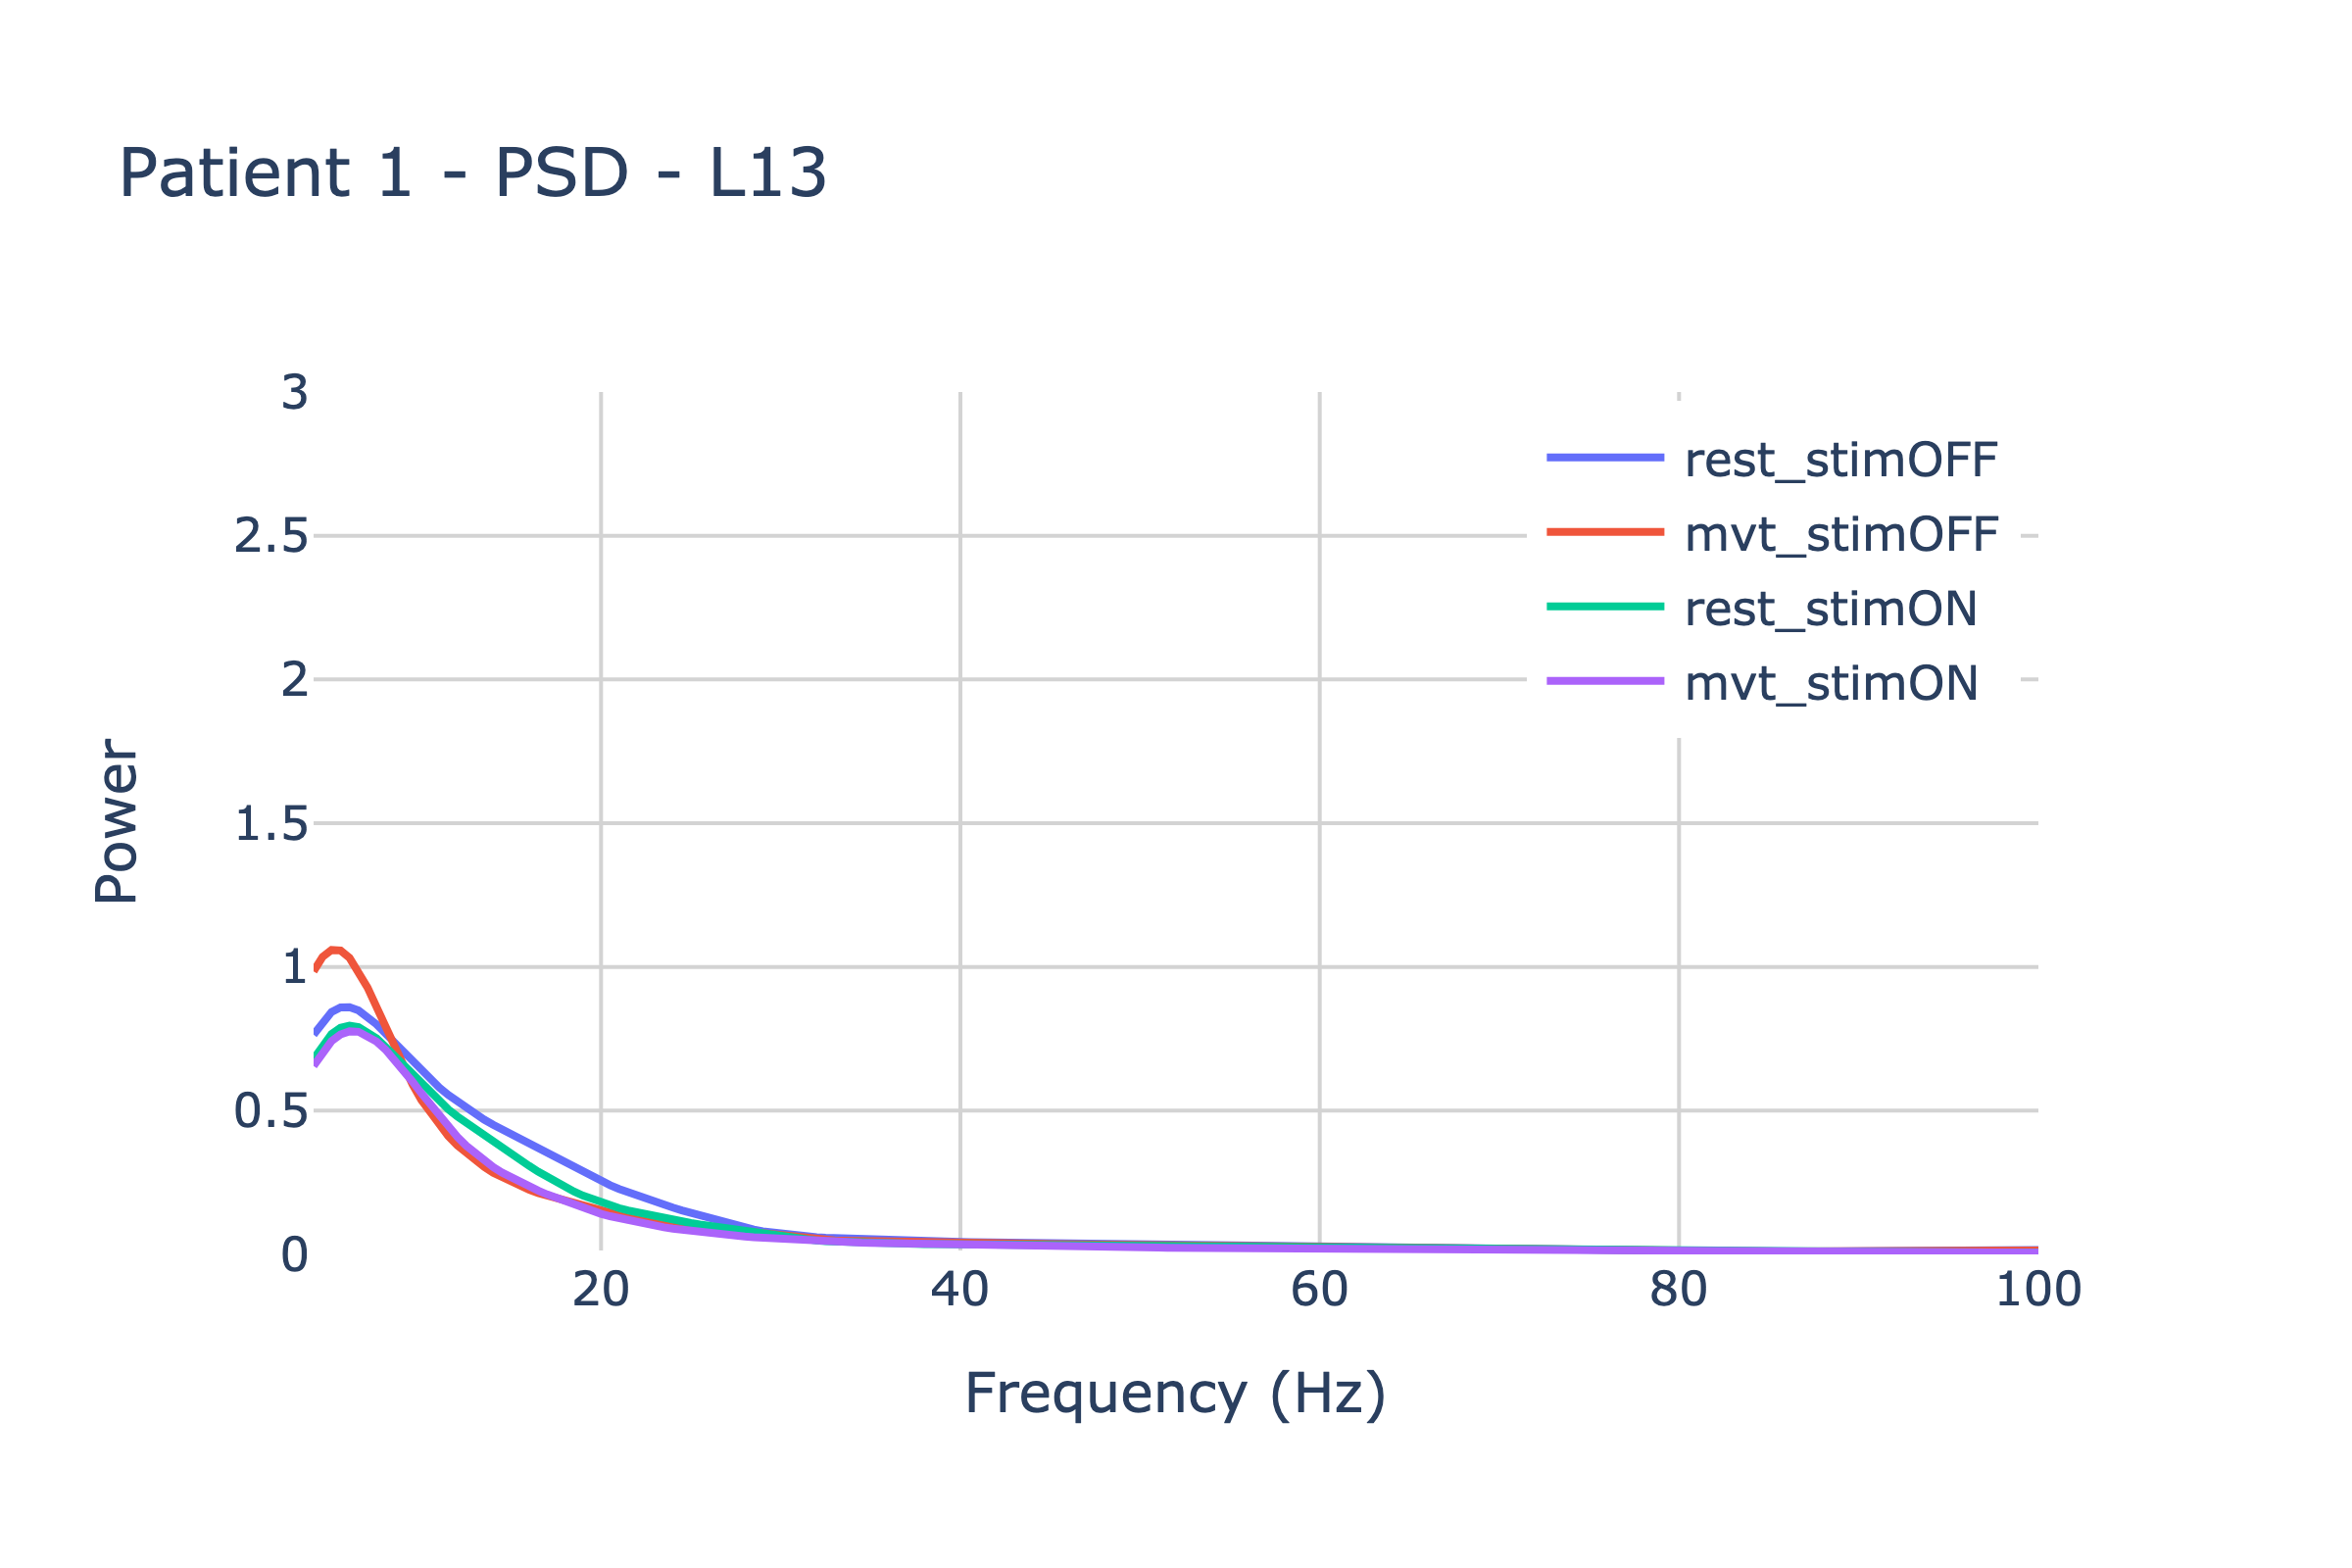 Patient 1 - PSD - L13
3
2.5
2
1.5
1
0.5
0
Power
rest_stimOFF
mvt_stimOFF
rest_stimON
mvt_stimON
20
40
60
80
100
Frequency (Hz)